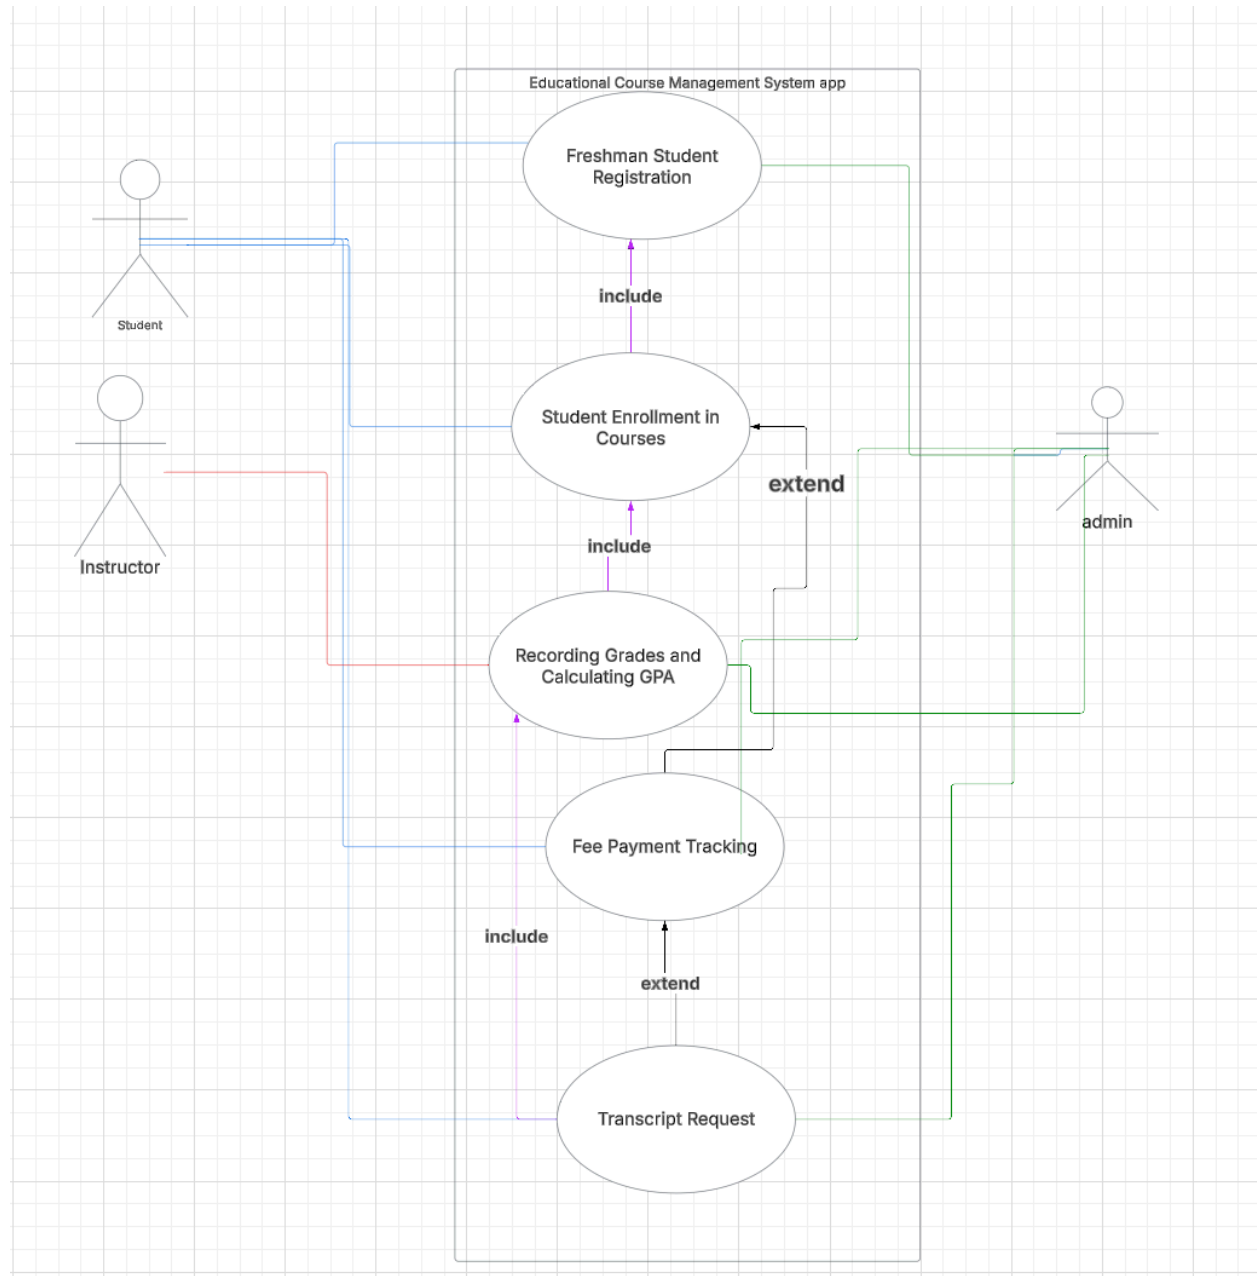 Educational Course Management System app
Freshman Student
Registration
Student
include
Student Enrollment in
Courses
extend
admin
Instructor
include
Recording Grades and
Calculating GPA
Fee Payment Tracking
include
extend
Transcript Request